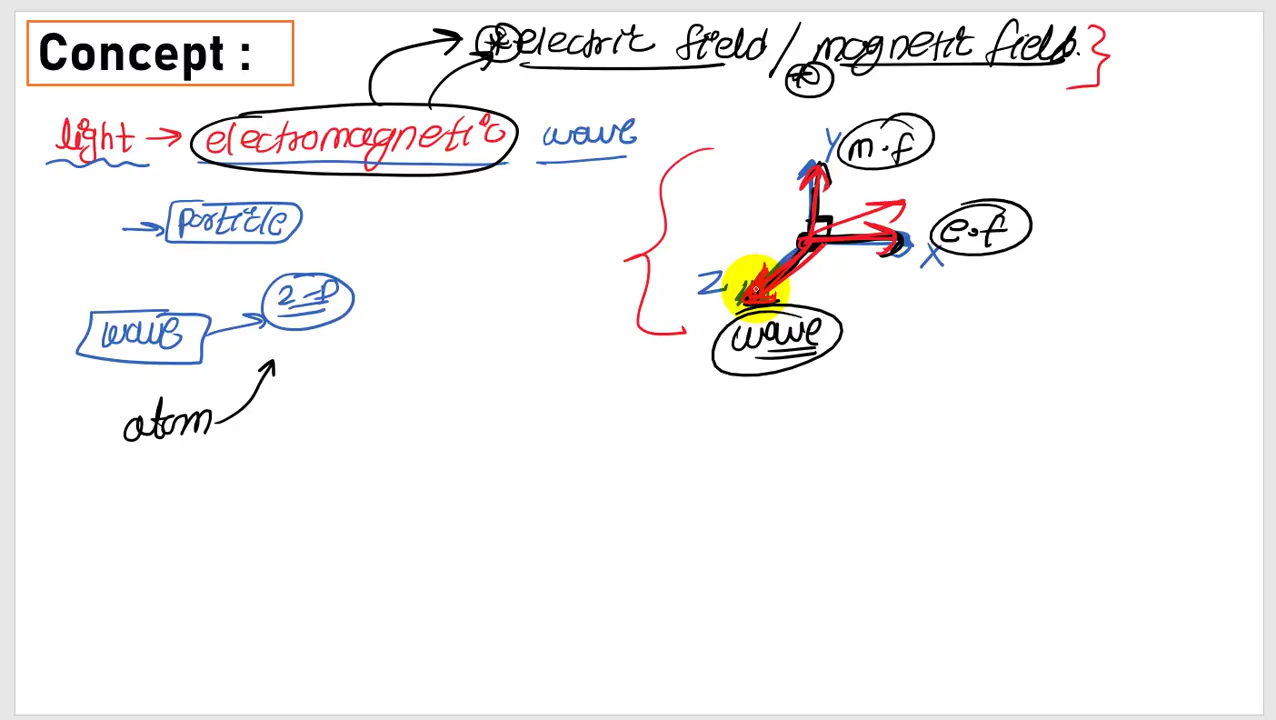 Concept :
*electric field / *magnetic field.
light → electromagnetic wave
→ particle
wave → 2-P
atom
Y m.f
e.f
X
Z
wave